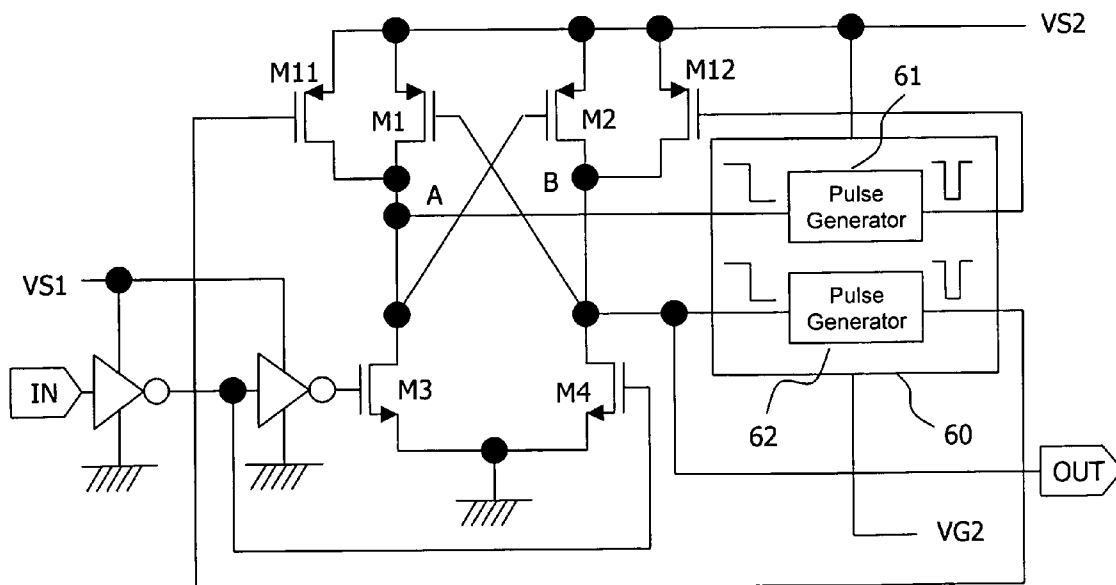 VS2
M11
M12
61
M1
M2
A
B
Pulse
Generator
VS1
Pulse
Generator
IN
M3
M4
62
60
OUT
VG2